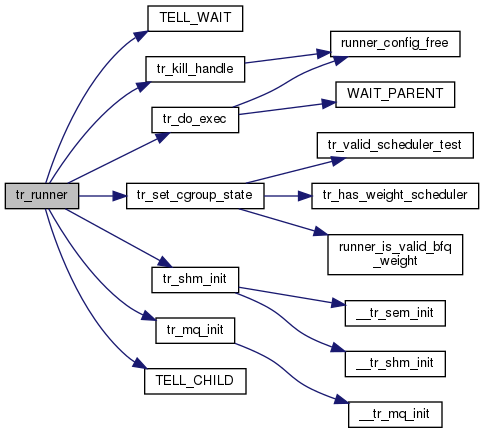 TELL_WAIT
runner_config_free
tr_kill_handle
WAIT_PARENT
tr_do_exec
tr_valid_scheduler_test
tr_runner
tr_set_cgroup_state
tr_has_weight_scheduler
runner_is_valid_bfq
_weight
tr_shm_init
__tr_sem_init
tr_mq_init
__tr_shm_init
TELL_CHILD
__tr_mq_init